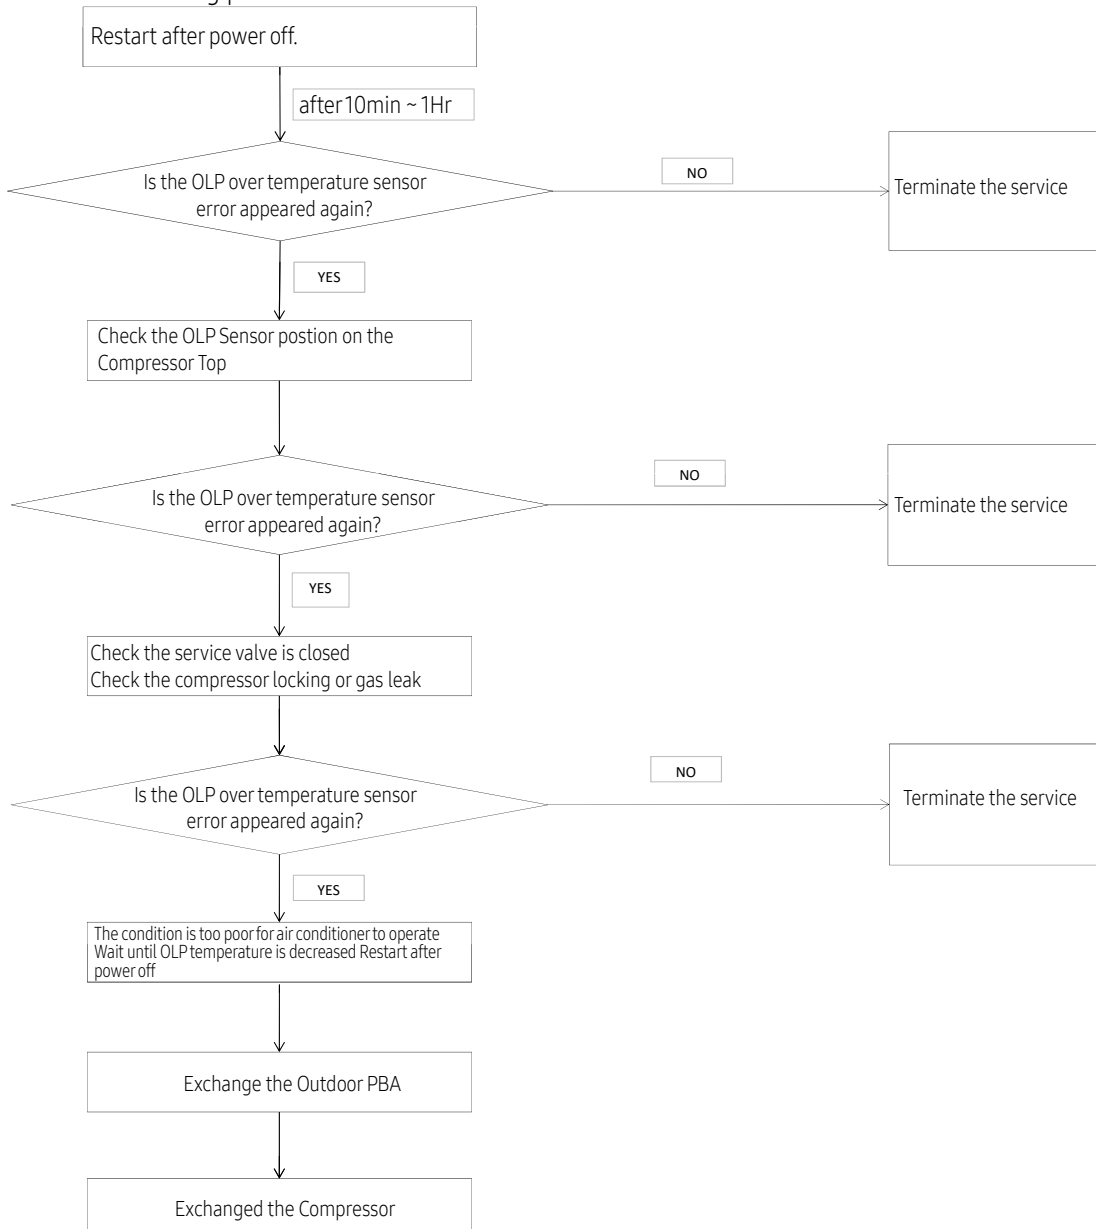 Restart after power off.
after 10min ~ 1Hr
Is the OLP over temperature sensor
error appeared again?
NO
Terminate the service
YES
Check the OLP Sensor postion on the
Compressor Top
Is the OLP over temperature sensor
error appeared again?
NO
Terminate the service
YES
Check the service valve is closed
Check the compressor locking or gas leak
Is the OLP over temperature sensor
error appeared again?
NO
Terminate the service
YES
The condition is too poor for air conditioner to operate
Wait until OLP temperature is decreased Restart after
power off
Exchange the Outdoor PBA
Exchanged the Compressor